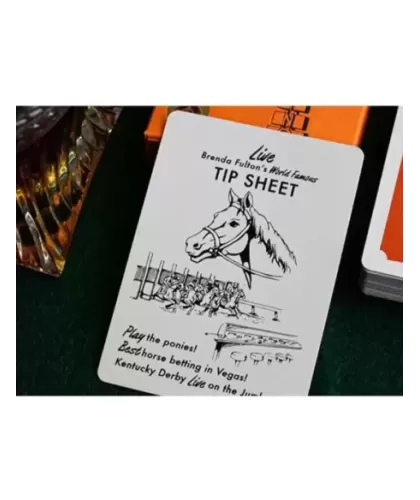 Live
Brenda Fulton's World Famous
TIP SHEET
Play the ponies!
Best horse betting in Vegas!
Kentucky Derby Live on the